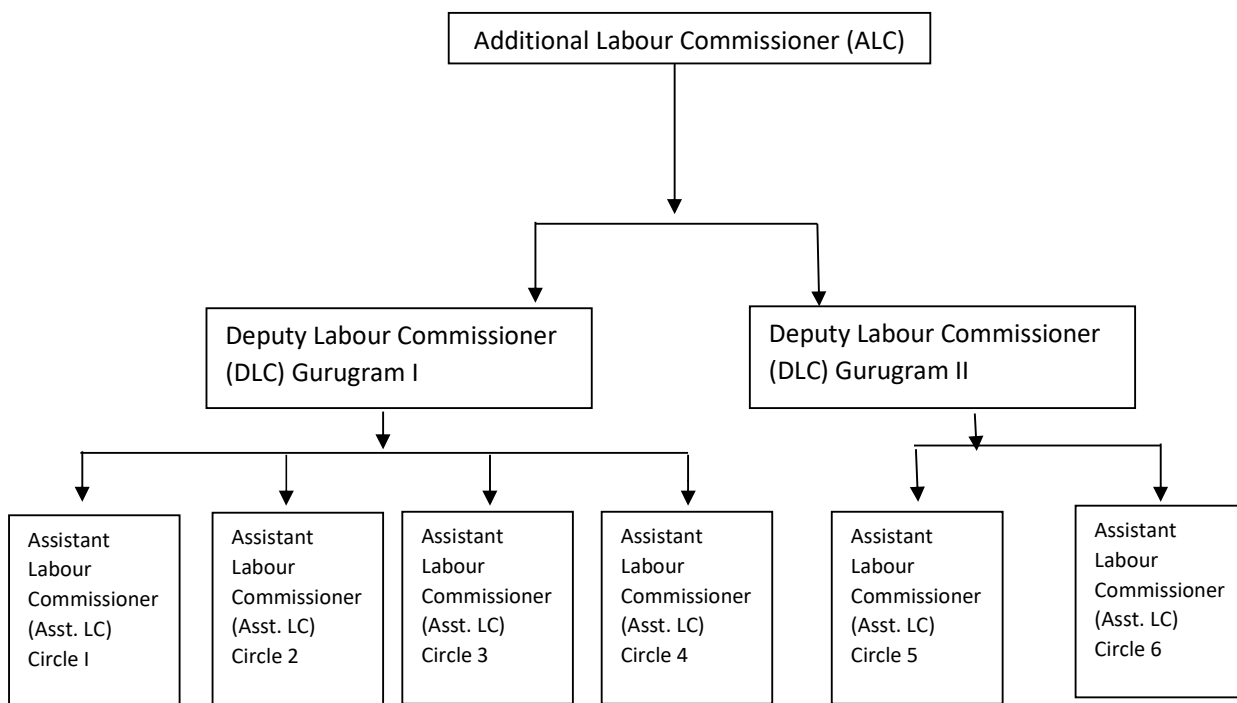 Additional Labour Commissioner (ALC)
Deputy Labour Commissioner
(DLC) Gurugram I
Deputy Labour Commissioner
(DLC) Gurugram II
Assistant
Labour
Commissioner
(Asst. LC)
Circle I
Assistant
Labour
Commissioner
(Asst. LC)
Circle 2
Assistant
Labour
Commissioner
(Asst. LC)
Circle 3
Assistant
Labour
Commissioner
(Asst. LC)
Circle 4
Assistant
Labour
Commissioner
(Asst. LC)
Circle 5
Assistant
Labour
Commissioner
(Asst. LC)
Circle 6